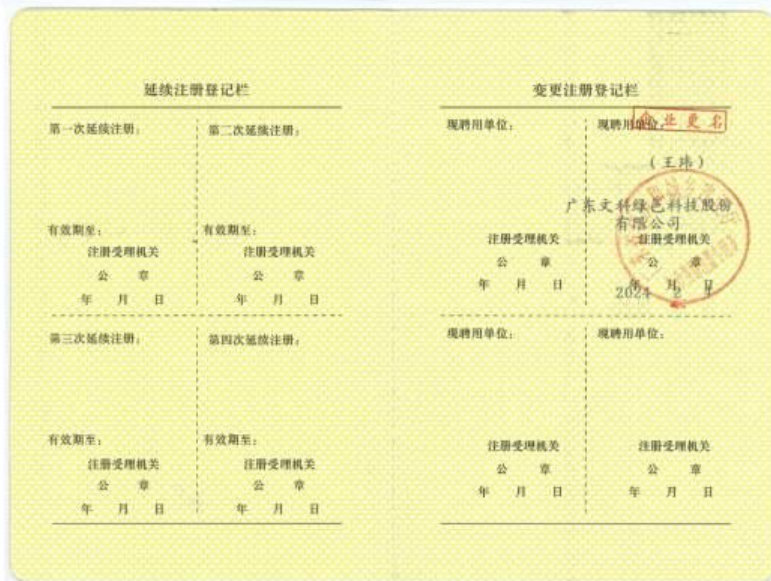 延续注册登记栏
第一次延续注册：
第二次延续注册：
有效期至：
有效期至：
注册受理机关
注册受理机关
公 章
公 章
年 月 日
年 月 日
第三次延续注册：
第四次延续注册：
有效期至：
有效期至：
注册受理机关
注册受理机关
公 章
公 章
年 月 日
年 月 日
变更注册登记栏
现聘用单位：
现聘用单位：
企业更名
（王玮）
广东文科绿色科技股份
有限公司
注册受理机关
注册受理机关
公 章
公 章
年 月 日
年 月 日
2024 2
现聘用单位：
现聘用单位：
注册受理机关
注册受理机关
公 章
公 章
年 月 日
年 月 日